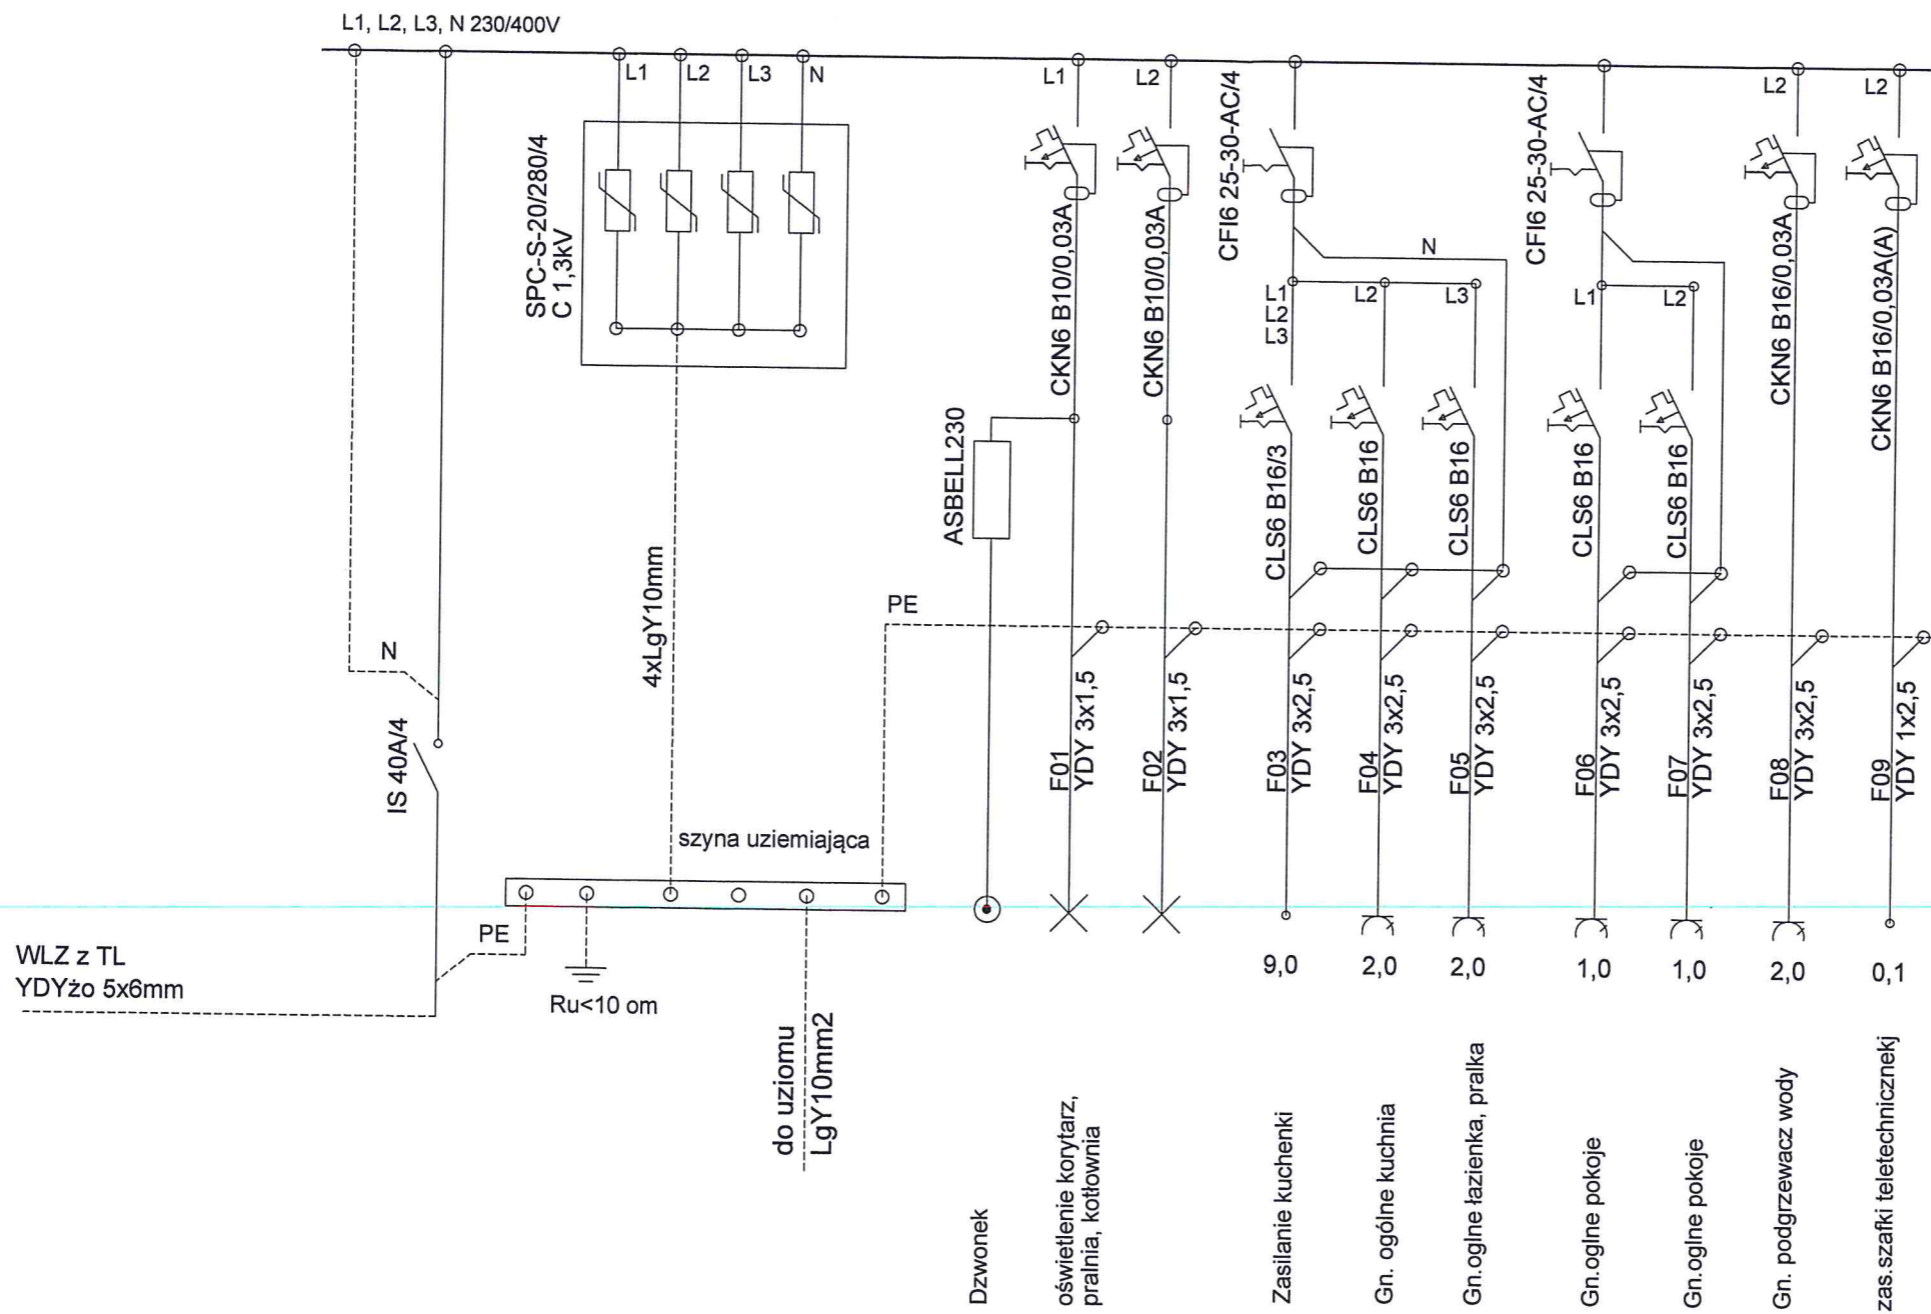 L1, L2, L3, N 230/400V
L1
L2
L3
N
L1
L2
L2
L2
SPC-S-20/280/4
C 1,3kV
CKN6 B10/0,03A
CKN6 B10/0,03A
CFI6 25-30-AC/4
CFI6 25-30-AC/4
CKN6 B16/0,03A
CKN6 B16/0,03A(A)
N
L1
L2
L3
L2
L3
L1
L2
ASBELL230
CLS6 B16/3
CLS6 B16
CLS6 B16
CLS6 B16
CLS6 B16
4xLgY10mm
PE
N
IS 40A/4
szyna uziemiająca
F01
YDY 3x1,5
F02
YDY 3x1,5
F03
YDY 3x2,5
F04
YDY 3x2,5
F05
YDY 3x2,5
F06
YDY 3x2,5
F07
YDY 3x2,5
F08
YDY 3x2,5
F09
YDY 1x2,5
PE
WLZ z TL
YDYżo 5x6mm
Ru<10 om
do uziomu
LgY10mm2
9,0
2,0
2,0
1,0
1,0
2,0
0,1
Dzwonek
oświetlenie korytarz,
pralnia, kotłownia
Zasilanie kuchenki
Gn. ogólne kuchnia
Gn.oglne łazienka, pralka
Gn.oglne pokoje
Gn.oglne pokoje
Gn. podgrzewacz wody
zas.szafki teletechnicznekj